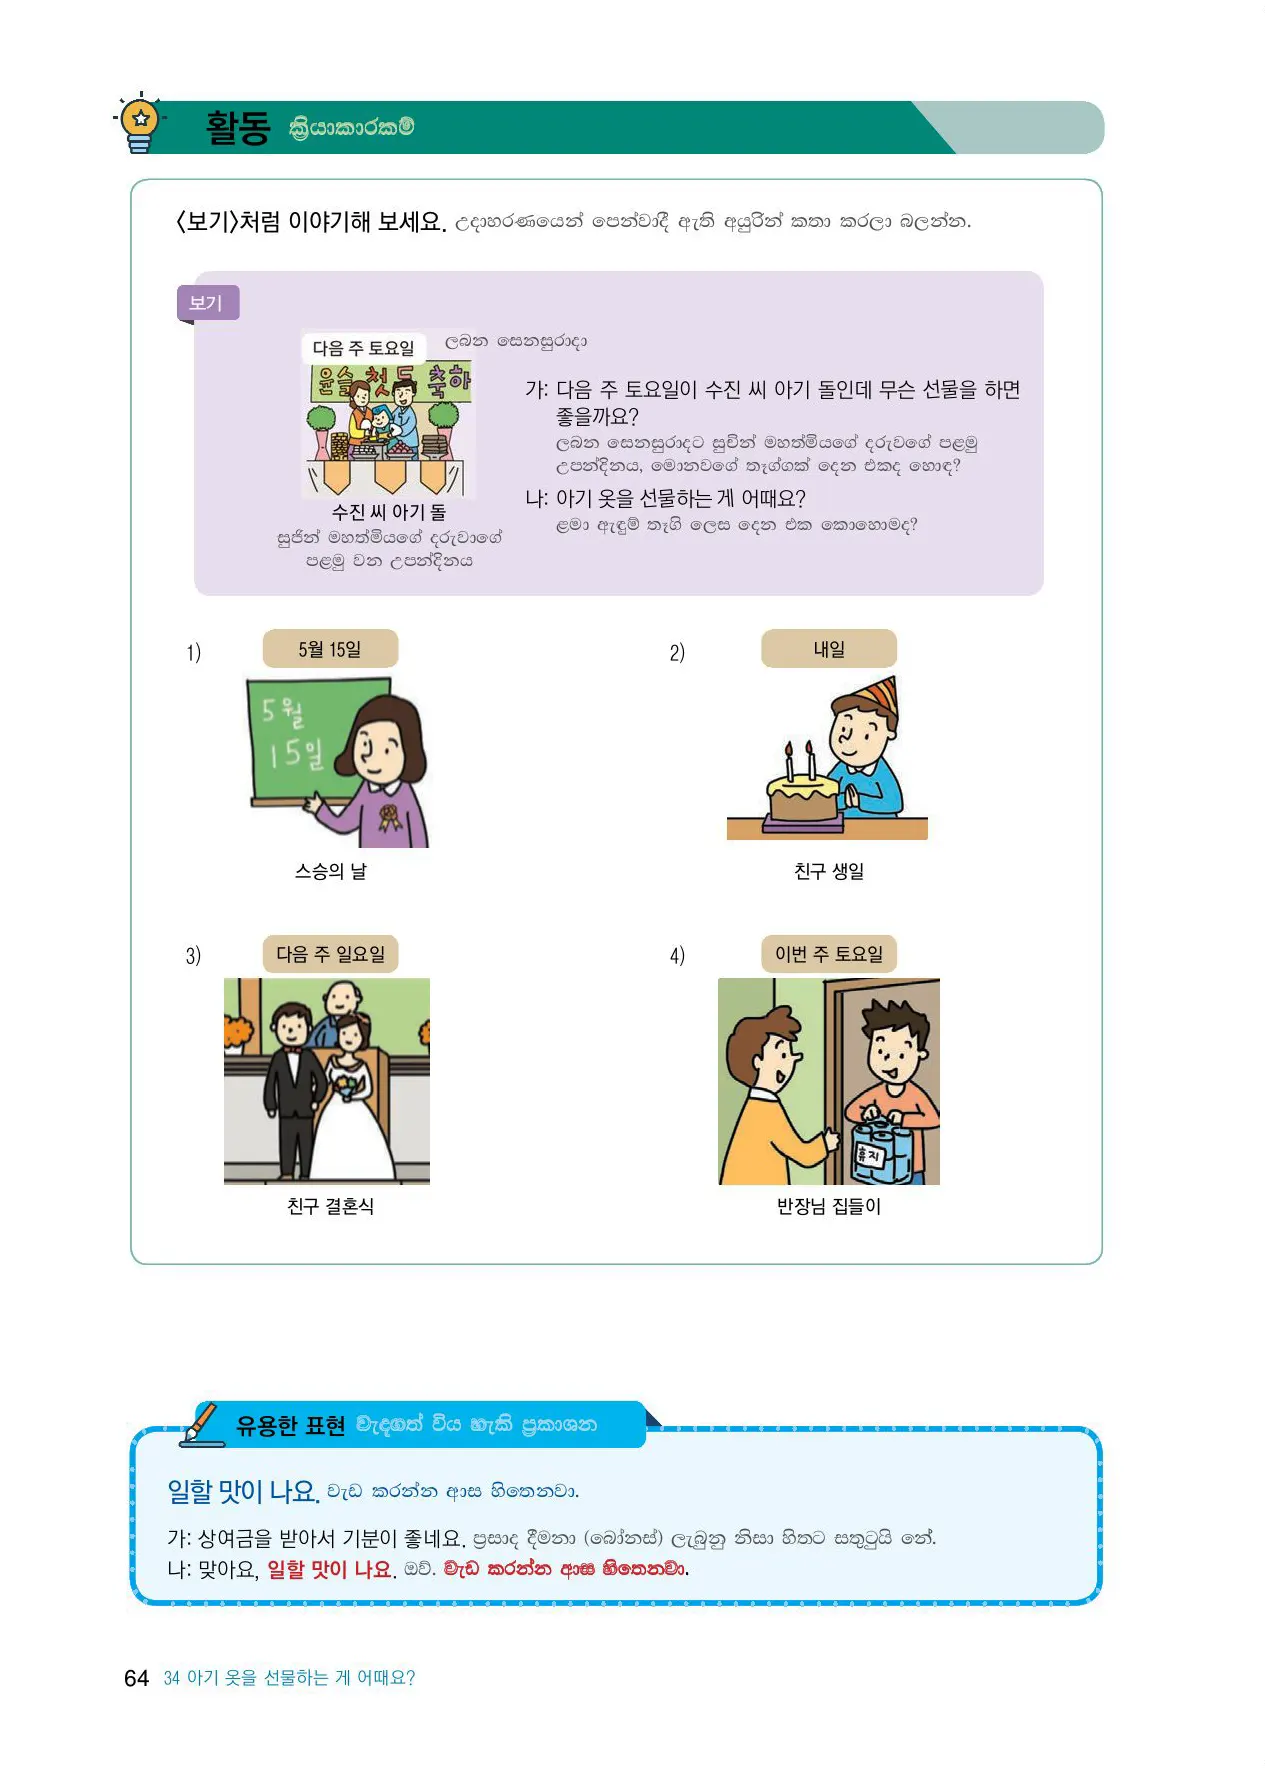 활동 ක්‍රියාකාරකම්
<보기>처럼 이야기해 보세요. උදාහරණයෙන් පෙන්වාදී ඇති අයුරින් කතා කරලා බලන්න.
보기
다음 주 토요일 ලබන සෙනසුරාදා
윤슬 첫 돌 축하
수진 씨 아기 돌
සුජින් මහත්මියගේ දරුවාගේ
පළමු වන උපන්දිනය
가: 다음 주 토요일이 수진 씨 아기 돌인데 무슨 선물을 하면
좋을까요?
ලබන සෙනසුරාදට සුචින් මහත්මියගේ දරුවගේ පළමු
උපන්දිනය, මොනවගේ තෑග්ගක් දෙන එකද හොඳ?
나: 아기 옷을 선물하는 게 어때요?
ළමා ඇඳුම් තෑගි ලෙස දෙන එක කොහොමද?
1) 5월 15일
5월
15일
스승의 날
2) 내일
친구 생일
3) 다음 주 일요일
친구 결혼식
4) 이번 주 토요일
휴지
반장님 집들이
유용한 표현 වැදගත් විය හැකි ප්‍රකාශන
일할 맛이 나요. වැඩ කරන්න ආස හිතෙනවා.
가: 상여금을 받아서 기분이 좋네요. ප්‍රසාද දීමනා (බෝනස්) ලැබුනු නිසා හිතට සතුටුයි නේ.
나: 맞아요, 일할 맛이 나요. ඔව්. වැඩ කරන්න ආස හිතෙනවා.
64 34 아기 옷을 선물하는 게 어때요?